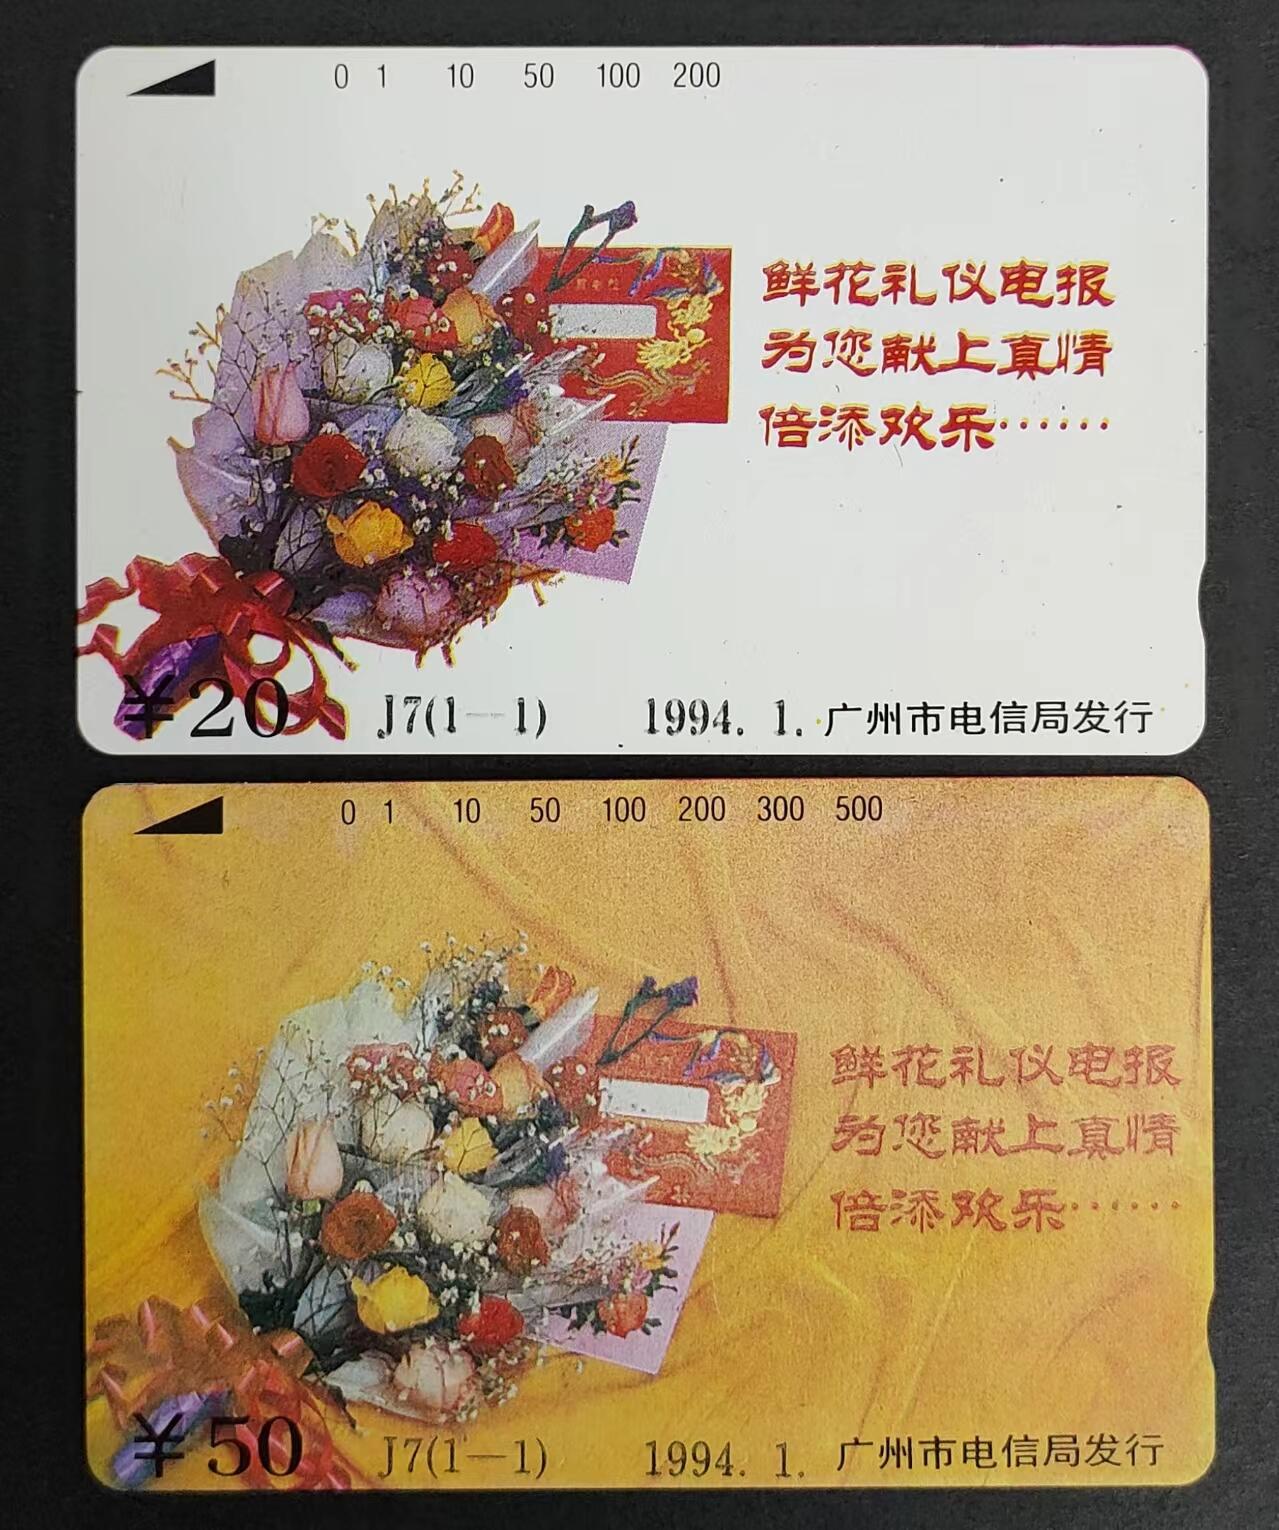 0 1 10 50 100 200
鲜花礼仪电报
为您献上真情
倍添欢乐……
¥20 J7(1—1) 1994. 1. 广州市电信局发行
0 1 10 50 100 200 300 500
鲜花礼仪电报
为您献上真情
倍添欢乐……
¥50 J7(1—1) 1994. 1. 广州市电信局发行